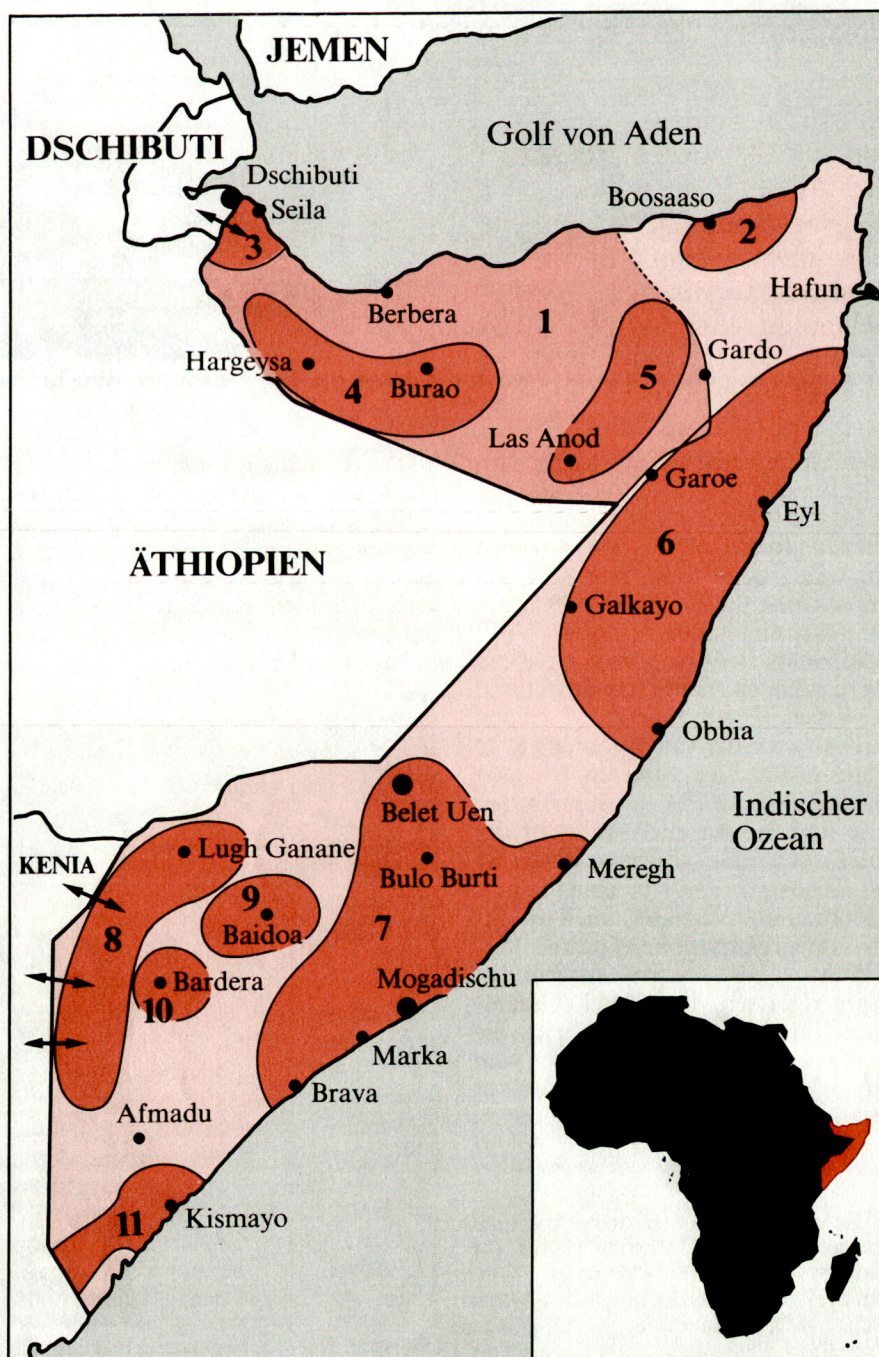 JEMEN
DSCHIBUTI
Golf von Aden
Dschibuti
Seila
Boosaaso
2
3
Hafun
Berbera
1
Gardo
Hargeysa
4
Burao
5
Las Anod
Garoe
Eyl
6
ÄTHIOPIEN
Galkayo
Obbia
Belet Uen
Indischer
Ozean
KENIA
Lugh Ganane
Bulo Burti
Meregh
9
Baidoa
7
8
Bardera
10
Mogadischu
Marka
Brava
Afmadu
11
Kismayo